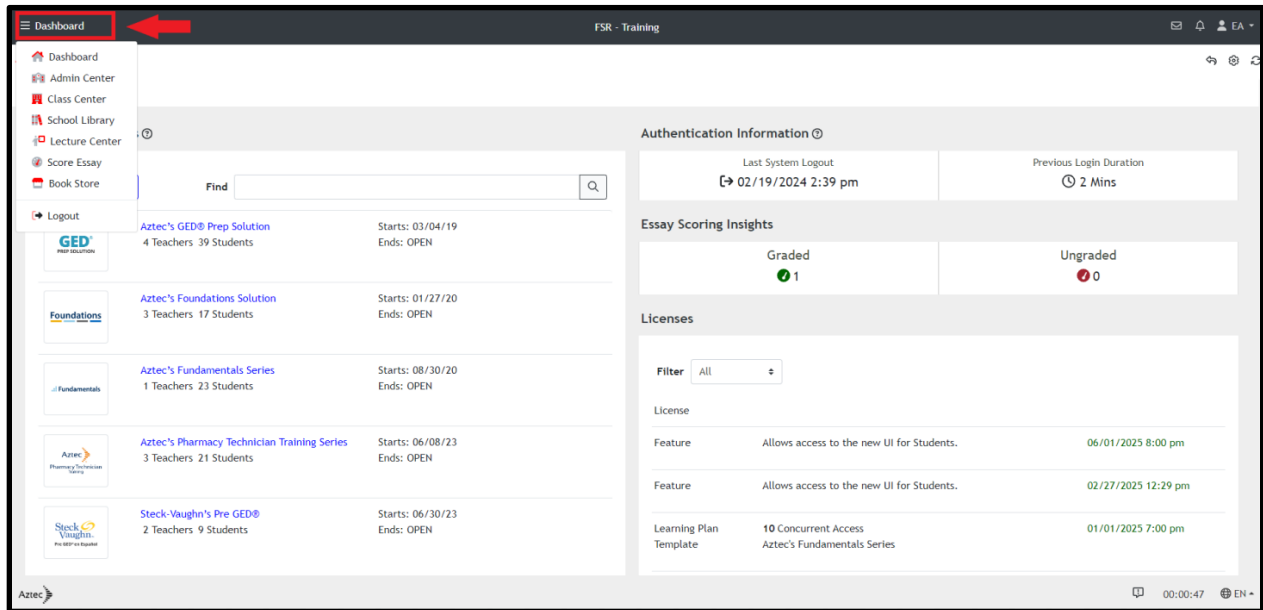 Dashboard
FSR - Training
EA
Dashboard
Admin Center
Class Center
School Library
Lecture Center
Score Essay
Book Store
Logout
s
Find
GED®
PREP SOLUTION
Aztec's GED® Prep Solution
Starts: 03/04/19
4 Teachers 39 Students
Ends: OPEN
Foundations
Aztec's Foundations Solution
Starts: 01/27/20
3 Teachers 17 Students
Ends: OPEN
Fundamentals
Aztec's Fundamentals Series
Starts: 08/30/20
1 Teachers 23 Students
Ends: OPEN
Aztec
Pharmacy Technician
Training
Aztec's Pharmacy Technician Training Series
Starts: 06/08/23
3 Teachers 21 Students
Ends: OPEN
Steck
Vaughn.
Pre GED® en Español
Steck-Vaughn's Pre GED®
Starts: 06/30/23
2 Teachers 9 Students
Ends: OPEN
Authentication Information
Last System Logout
02/19/2024 2:39 pm
Previous Login Duration
2 Mins
Essay Scoring Insights
Graded
1
Ungraded
0
Licenses
Filter All
License
Feature Allows access to the new UI for Students. 06/01/2025 8:00 pm
Feature Allows access to the new UI for Students. 02/27/2025 12:29 pm
Learning Plan 10 Concurrent Access 01/01/2025 7:00 pm
Template Aztec's Fundamentals Series
Aztec
00:00:47
EN